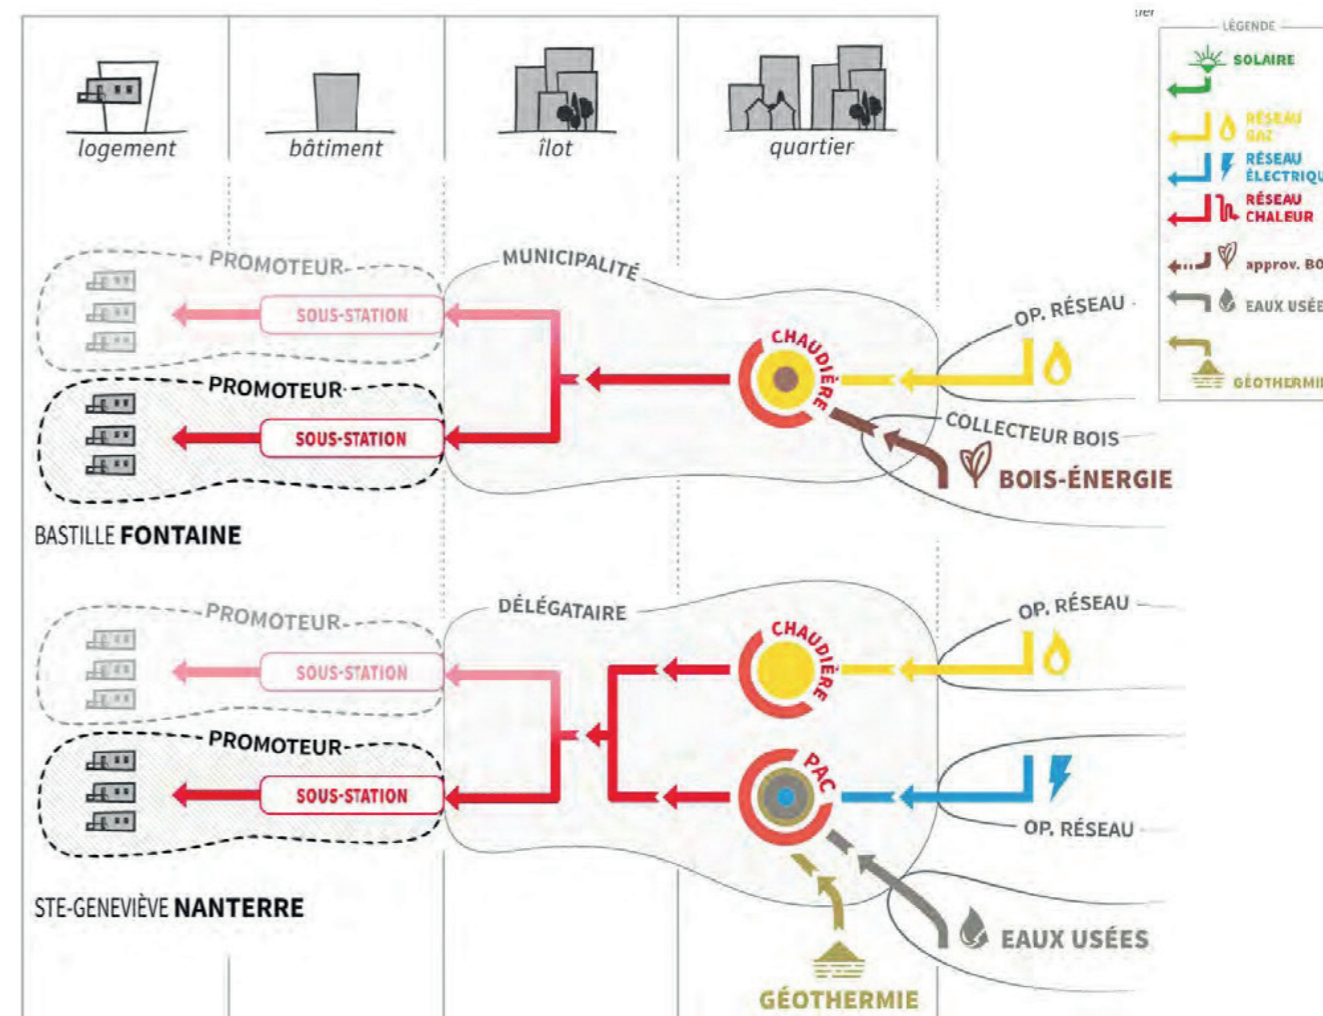 logement
bâtiment
îlot
quartier
LÉGENDE
SOLAIRE
RÉSEAU
GAZ
RÉSEAU
ÉLECTRIQU
RÉSEAU
CHALEUR
approv. BO
EAUX USÉE
GÉOTHERMIE
PROMOTEUR
SOUS-STATION
MUNICIPALITÉ
CHAUDIÈRE
OP. RÉSEAU
PROMOTEUR
SOUS-STATION
COLLECTEUR BOIS
BOIS-ÉNERGIE
BASTILLE FONTAINE
PROMOTEUR
SOUS-STATION
DÉLÉGATAIRE
CHAUDIÈRE
OP. RÉSEAU
PROMOTEUR
SOUS-STATION
PAC
OP. RÉSEAU
STE-GENEVIÈVE NANTERRE
EAUX USÉES
GÉOTHERMIE